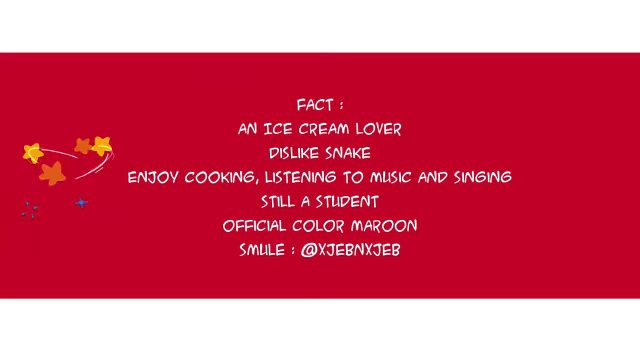 FACT :
AN ICE CREAM LOVER
DISLIKE SNAKE
ENJOY COOKING, LISTENING TO MUSIC AND SINGING
STILL A STUDENT
OFFICIAL COLOR MAROON
SMULE : @XJEBNXJEB